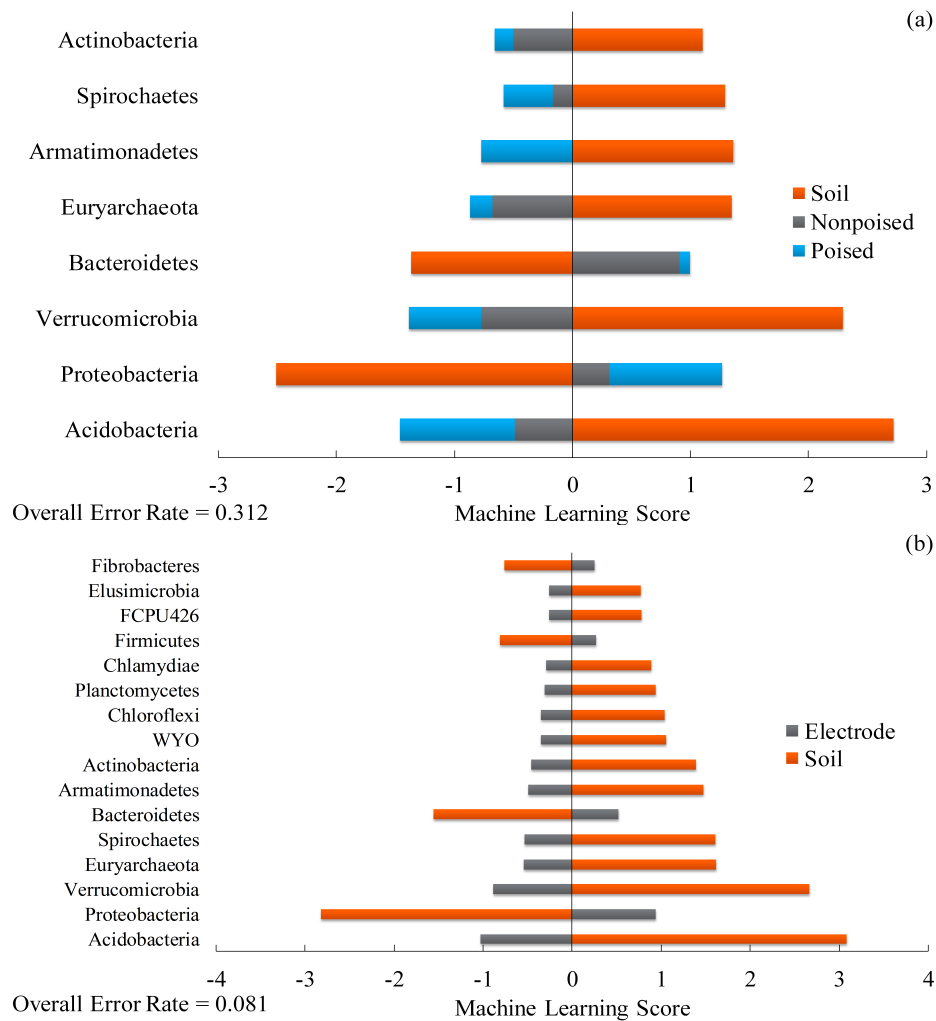 (a)
Actinobacteria
Spirochaetes
Armatimonadetes
Euryarchaeota
Bacteroidetes
Verrucomicrobia
Proteobacteria
Acidobacteria
Soil
Nonpoised
Poised
-3 -2 -1 0 1 2 3
Overall Error Rate = 0.312
Machine Learning Score
(b)
Fibrobacteres
Elusimicrobia
FCPU426
Firmicutes
Chlamydiae
Planctomycetes
Chloroflexi
WYO
Actinobacteria
Armatimonadetes
Bacteroidetes
Spirochaetes
Euryarchaeota
Verrucomicrobia
Proteobacteria
Acidobacteria
Electrode
Soil
-4 -3 -2 -1 0 1 2 3 4
Overall Error Rate = 0.081
Machine Learning Score